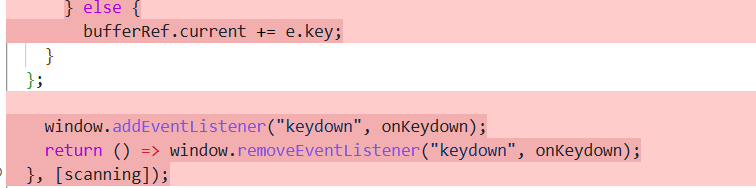 } else {
bufferRef.current += e.key;
}
};
window.addEventListener("keydown", onKeydown);
return () => window.removeEventListener("keydown", onKeydown);
}, [scanning]);